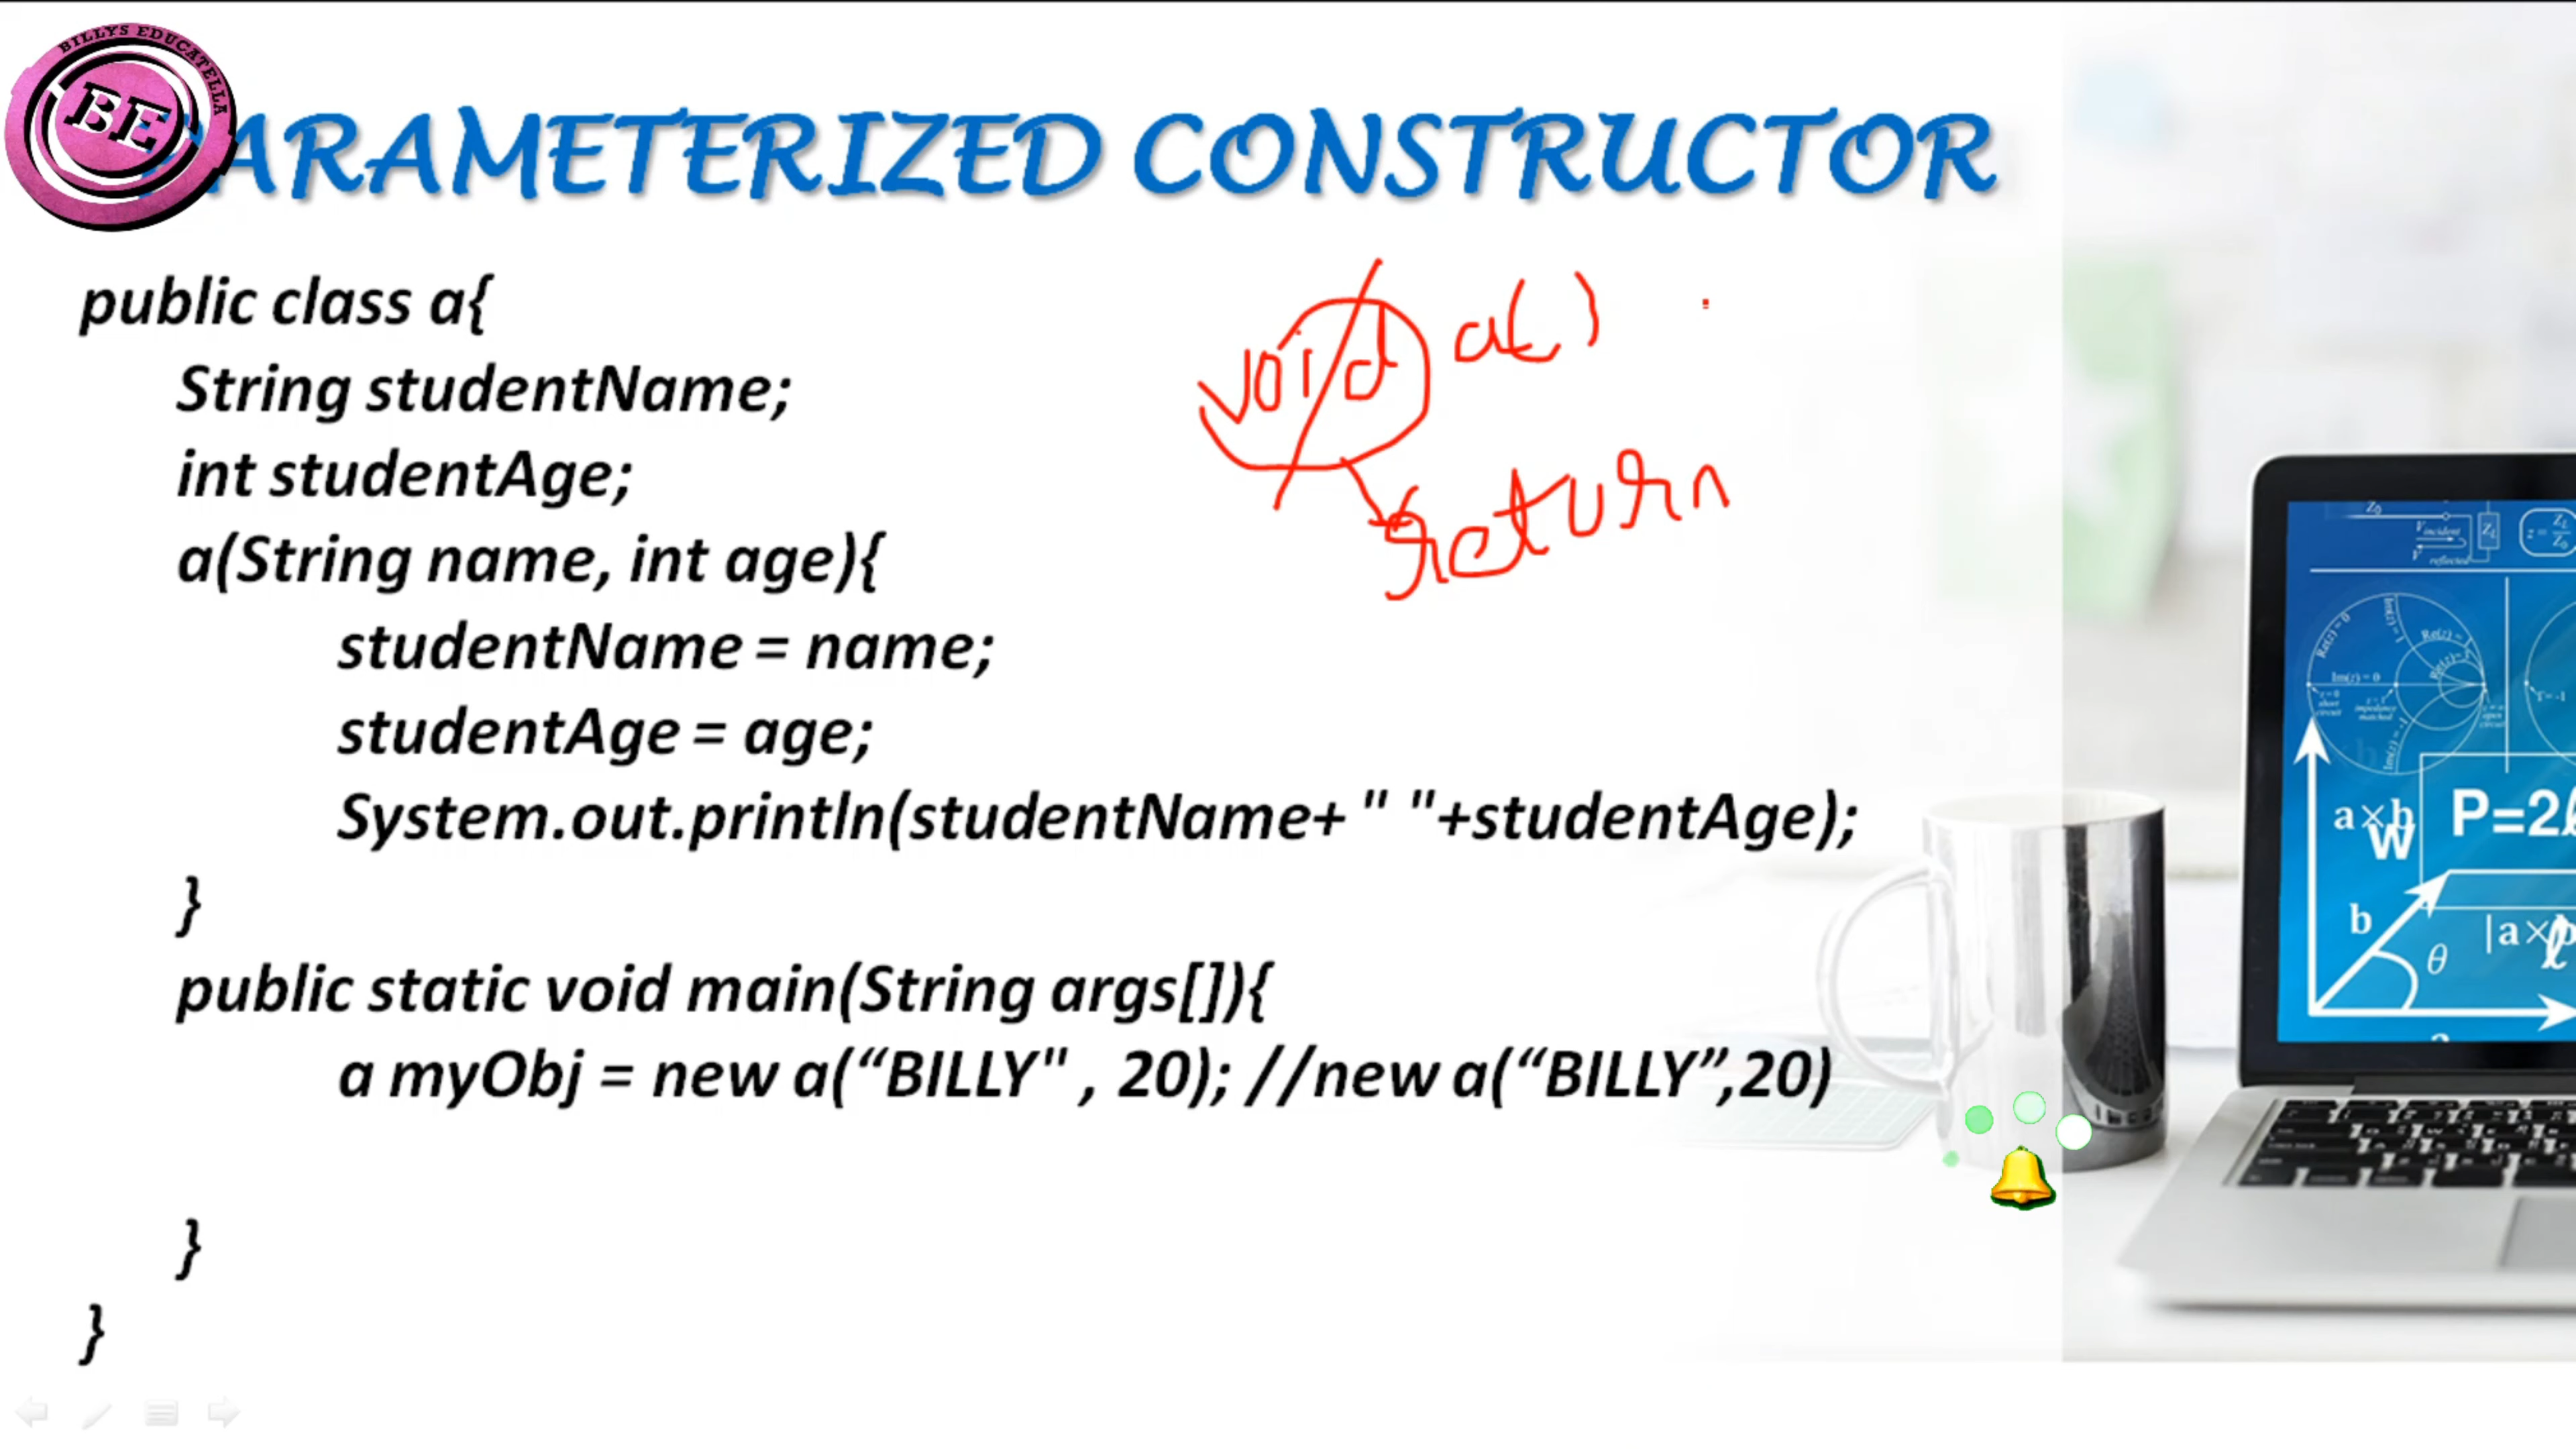 BILLYS EDUCATELLA
BE
PARAMETERIZED CONSTRUCTOR
public class a{
String studentName;
int studentAge;
a(String name, int age){
studentName = name;
studentAge = age;
System.out.println(studentName+ " "+studentAge);
}
public static void main(String args[]){
a myObj = new a(“BILLY" , 20); //new a(“BILLY”,20)
}
}
void a()
return
a×b
W
P=2ℓ
b
θ
|a×b
ℓ